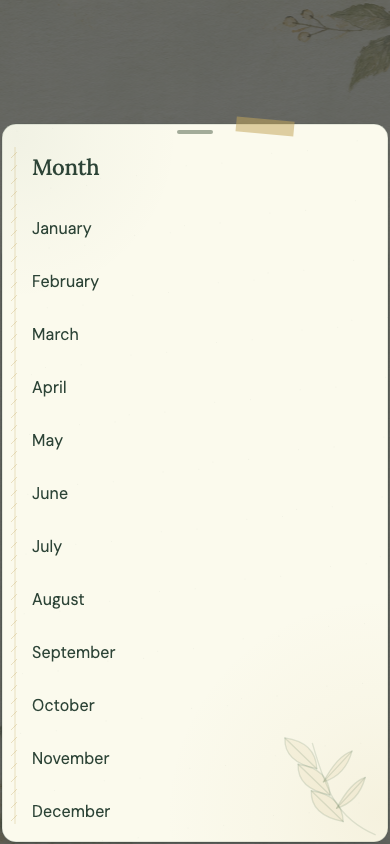 Month
January
February
March
April
May
June
July
August
September
October
November
December